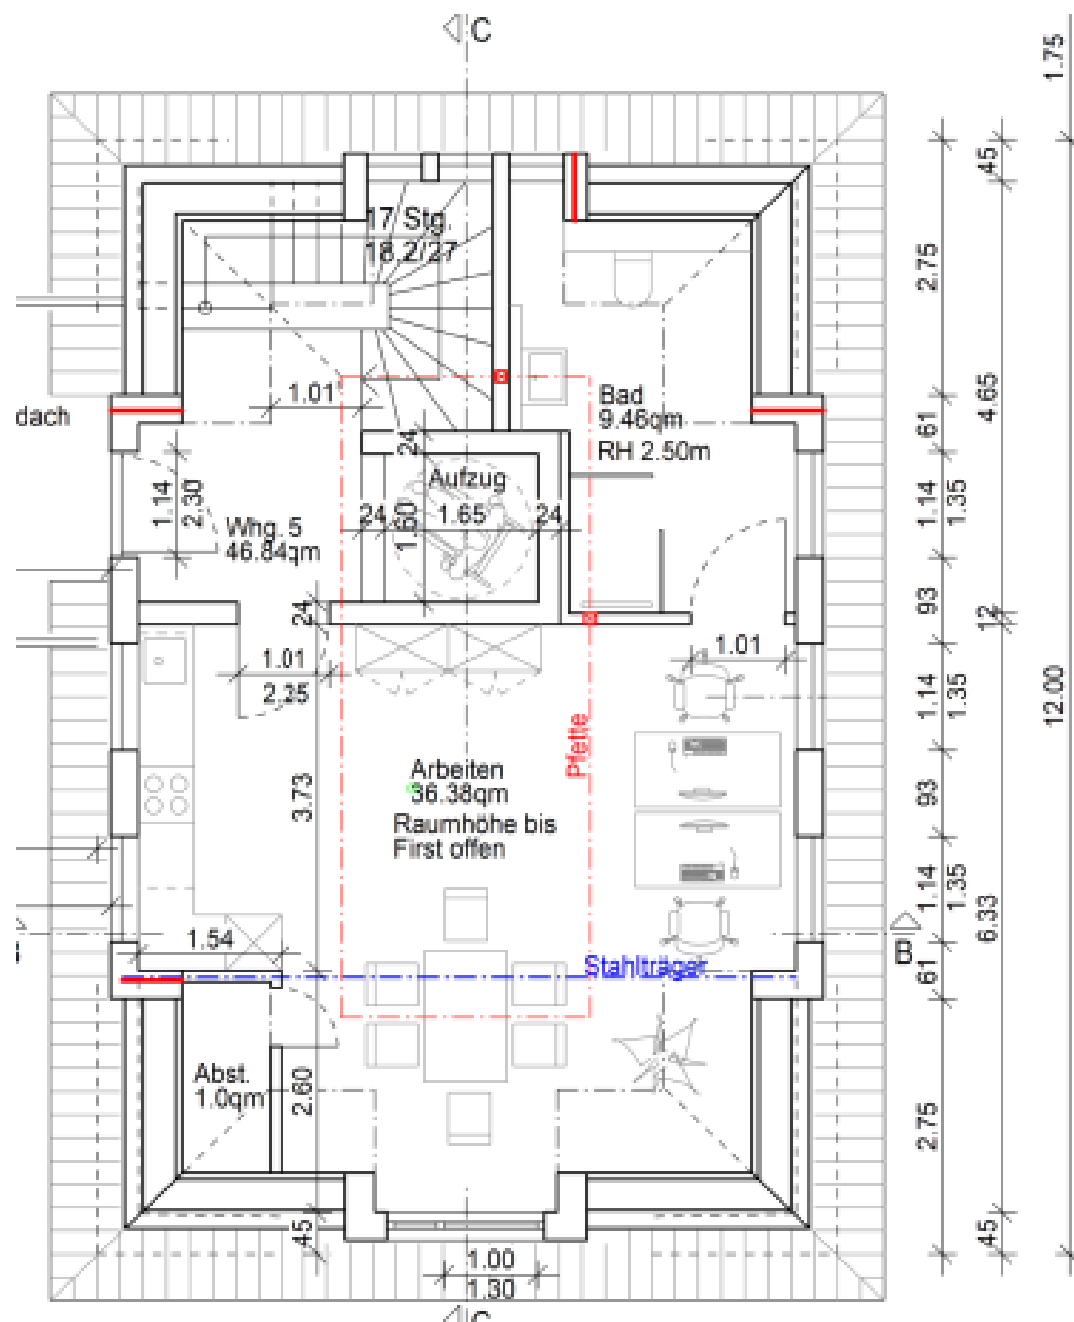 C
1.75
45
17 Stg.
18.2/27
2.75
1.01
Bad
9.46qm
RH 2.50m
dach
4.65
61
24
Aufzug
1.14
2.30
24
1.60
1.65
24
1.14
1.35
Whg. 5
46.84qm
93
12
24
1.01
2.25
1.01
1.14
1.35
12.00
Pfette
Arbeiten
36.38qm
Raumhöhe bis
First offen
3.73
93
1.14
1.35
6.33
1.54
B
B
Stahlträger
61
Abst.
1.0qm
2.60
2.75
45
45
1.00
1.30
C